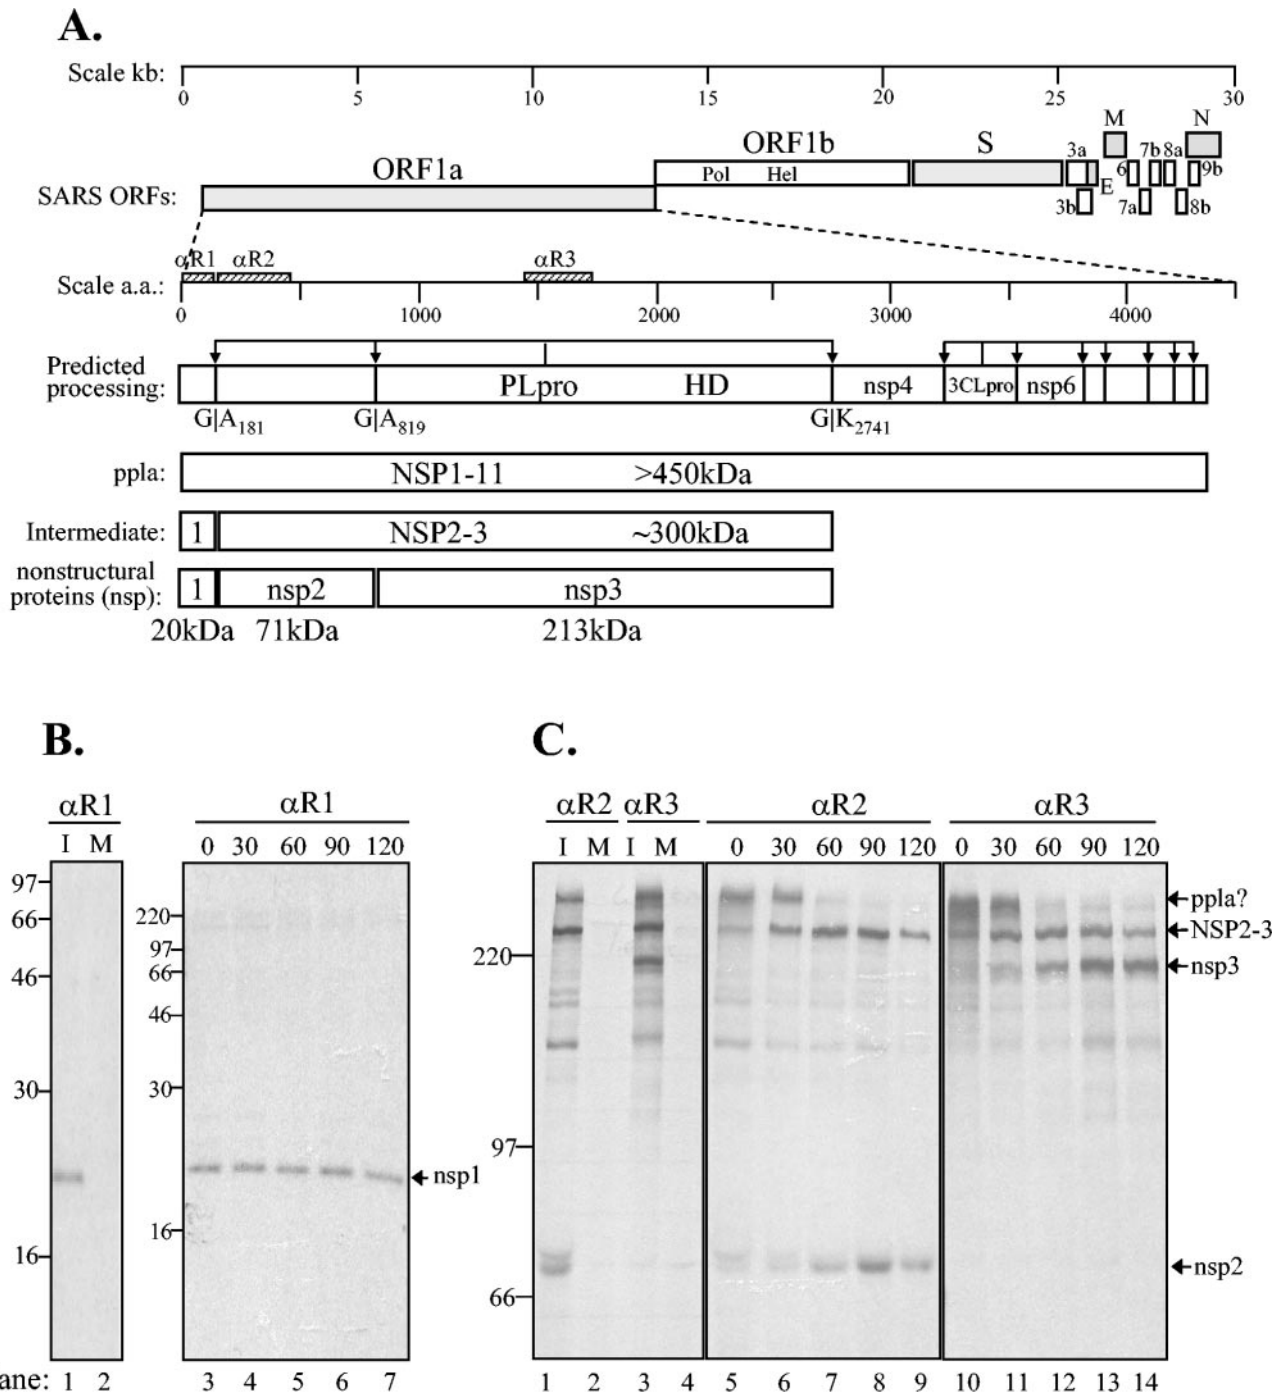 A.
Scale kb:
0 5 10 15 20 25 30
M N
ORF1b S 3a 7b 8a
ORF1a Pol Hel 6 9b
E
SARS ORFs:
3b 7a 8b
αR1 αR2 αR3
Scale a.a.:
0 1000 2000 3000 4000
Predicted
processing:
PLpro HD nsp4 3CLpro nsp6
G|A181 G|A819 G|K2741
ppla: NSP1-11 >450kDa
Intermediate: 1 NSP2-3 ~300kDa
nonstructural
proteins (nsp): 1 nsp2 nsp3
20kDa 71kDa 213kDa
B.
αR1 αR1
I M 0 30 60 90 120
97
66
46
30
16
220
97
66
46
30
16
nsp1
ane: 1 2 3 4 5 6 7
C.
αR2 αR3 αR2 αR3
I M I M 0 30 60 90 120 0 30 60 90 120
ppla?
NSP2-3
220
nsp3
97
nsp2
66
1 2 3 4 5 6 7 8 9 10 11 12 13 14